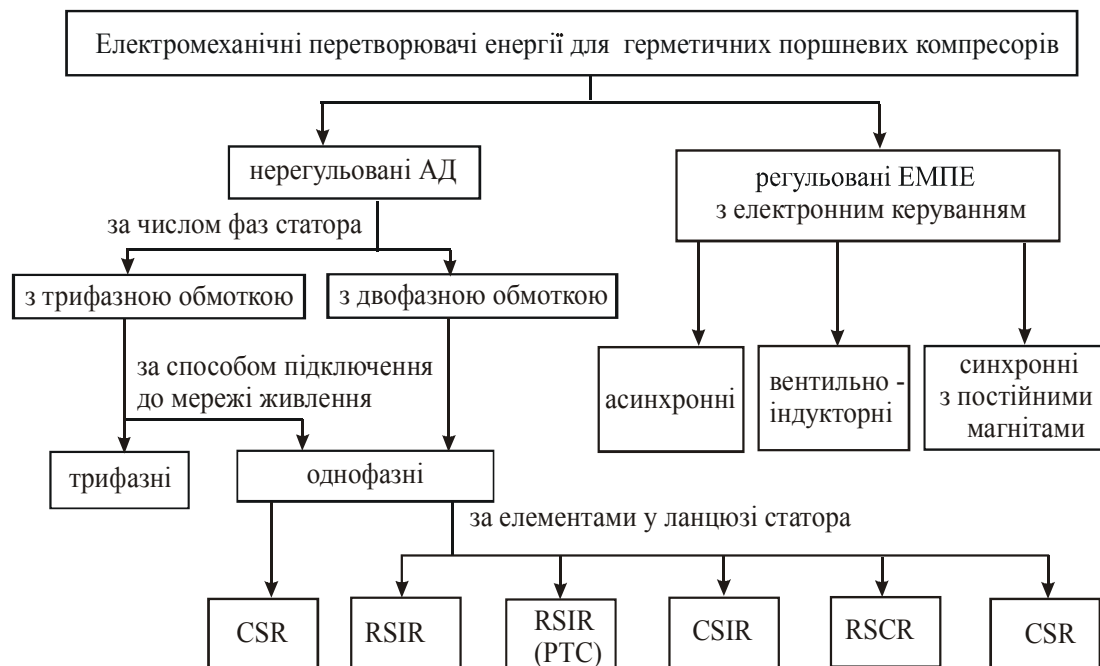 Електромеханічні перетворювачі енергії для герметичних поршневих компресорів
нерегульовані АД
регульовані ЕМПЕ
з електронним керуванням
за числом фаз статора
з трифазною обмоткою
з двофазною обмоткою
за способом підключення
до мережі живлення
асинхронні
вентильно -
індукторні
синхронні
з постійними
магнітами
трифазні
однофазні
за елементами у ланцюзі статора
CSR
RSIR
RSIR
(PTC)
CSIR
RSCR
CSR